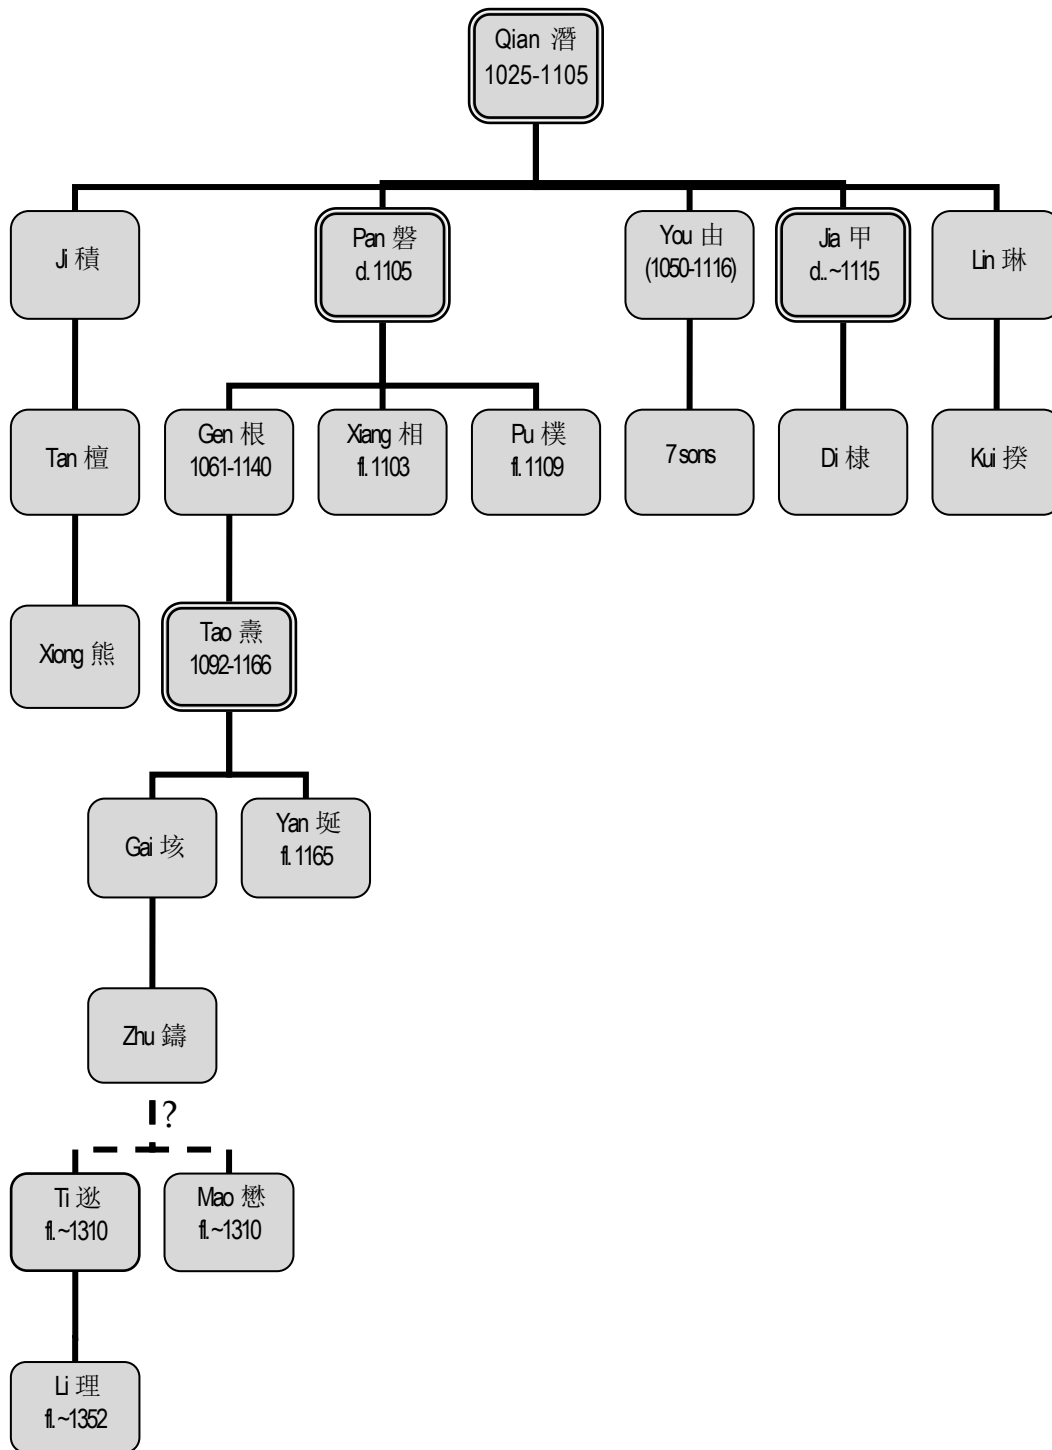 Qian 潛
1025-1105
Ji 積
Pan 磐
d. 1105
You 由
(1050-1116)
Jia 甲
d.. ~1115
Lin 琳
Tan 檀
Gen 根
1061-1140
Xiang 相
fl. 1103
Pu 樸
fl. 1109
7 sons
Di 棣
Kui 揆
Xiong 熊
Tao 燾
1092-1166
Gai 垓
Yan 埏
fl. 1165
Zhu 鑄
?
Ti 逖
fl. ~1310
Mao 懋
fl. ~1310
Li 理
fl. ~1352